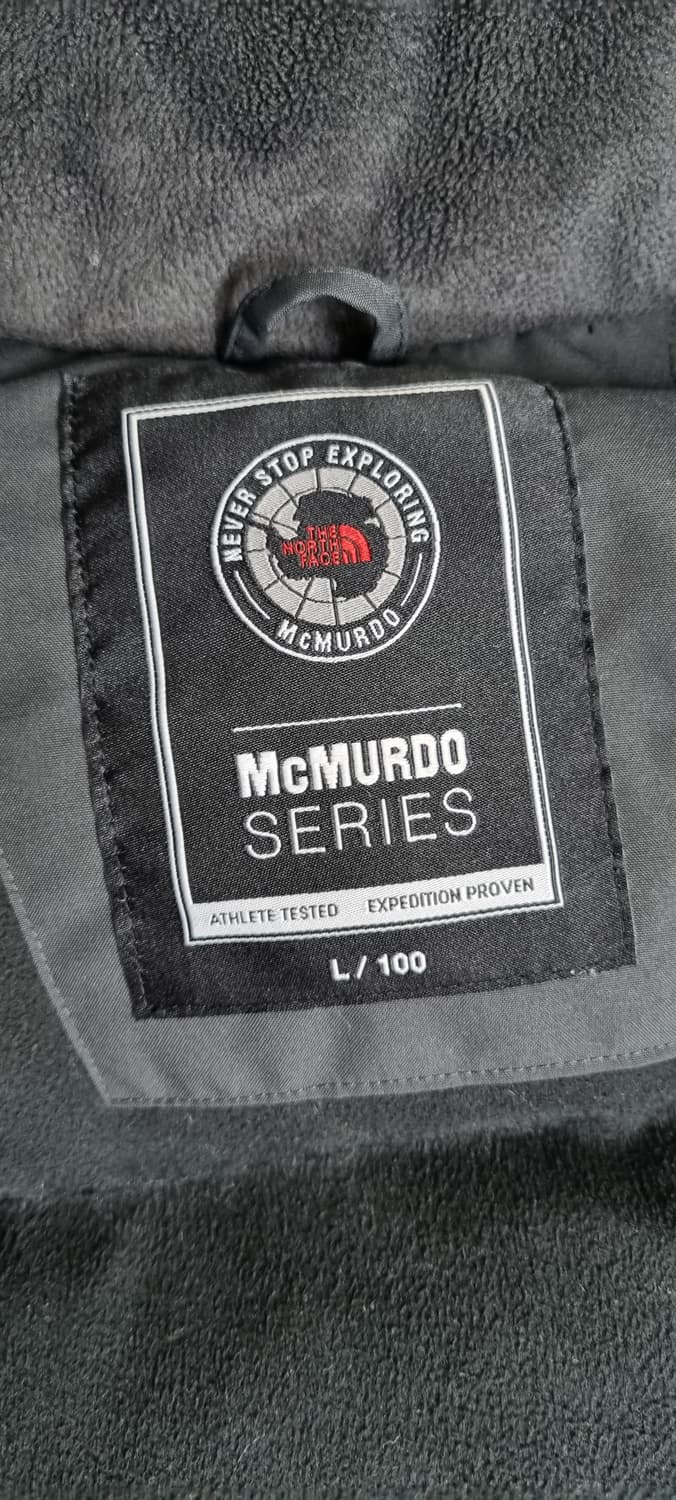 NEVER STOP EXPLORING
THE
NORTH
FACE
McMURDO
McMURDO
SERIES
ATHLETE TESTED EXPEDITION PROVEN
L / 100